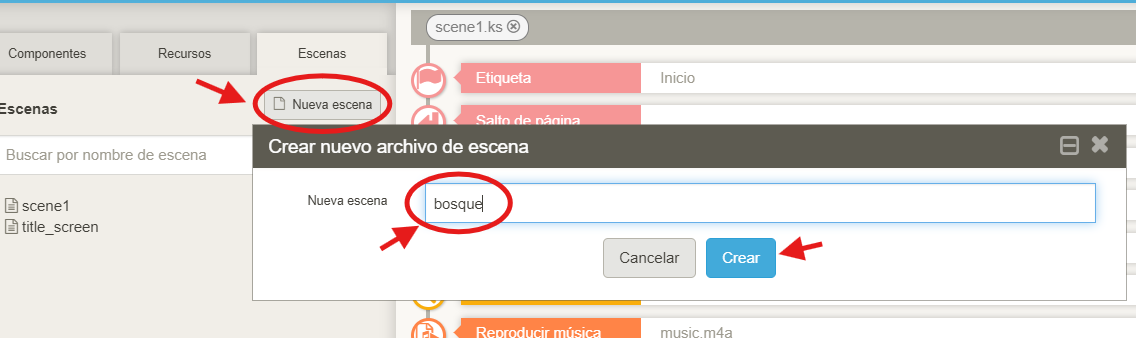 scene1.ks
Componentes
Recursos
Escenas
Etiqueta
Inicio
Escenas
Nueva escena
Salto de página
Crear nuevo archivo de escena
Buscar por nombre de escena
Nueva escena
bosque
scene1
title_screen
Cancelar
Crear
Reproducir música
music.m4a